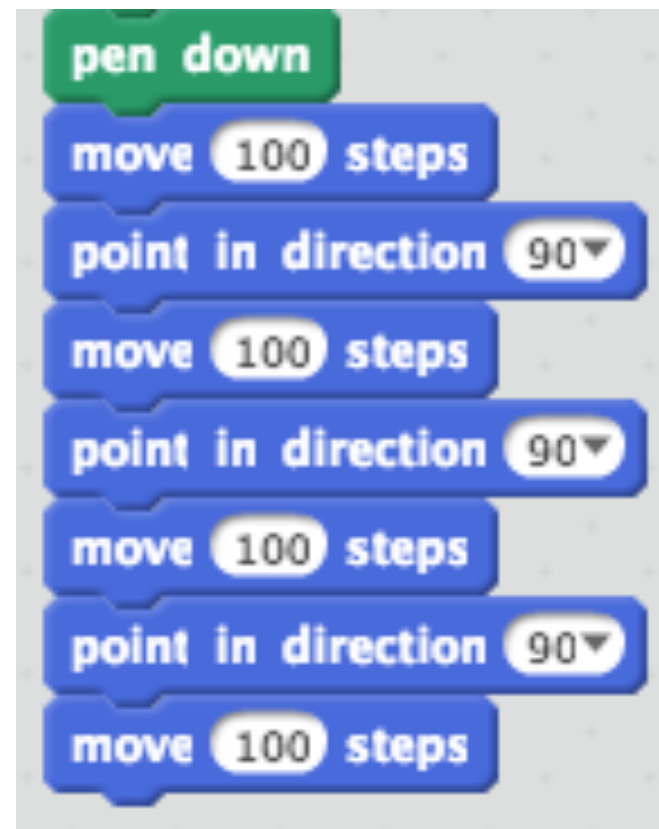 pen down
move 100 steps
point in direction 90
move 100 steps
point in direction 90
move 100 steps
point in direction 90
move 100 steps